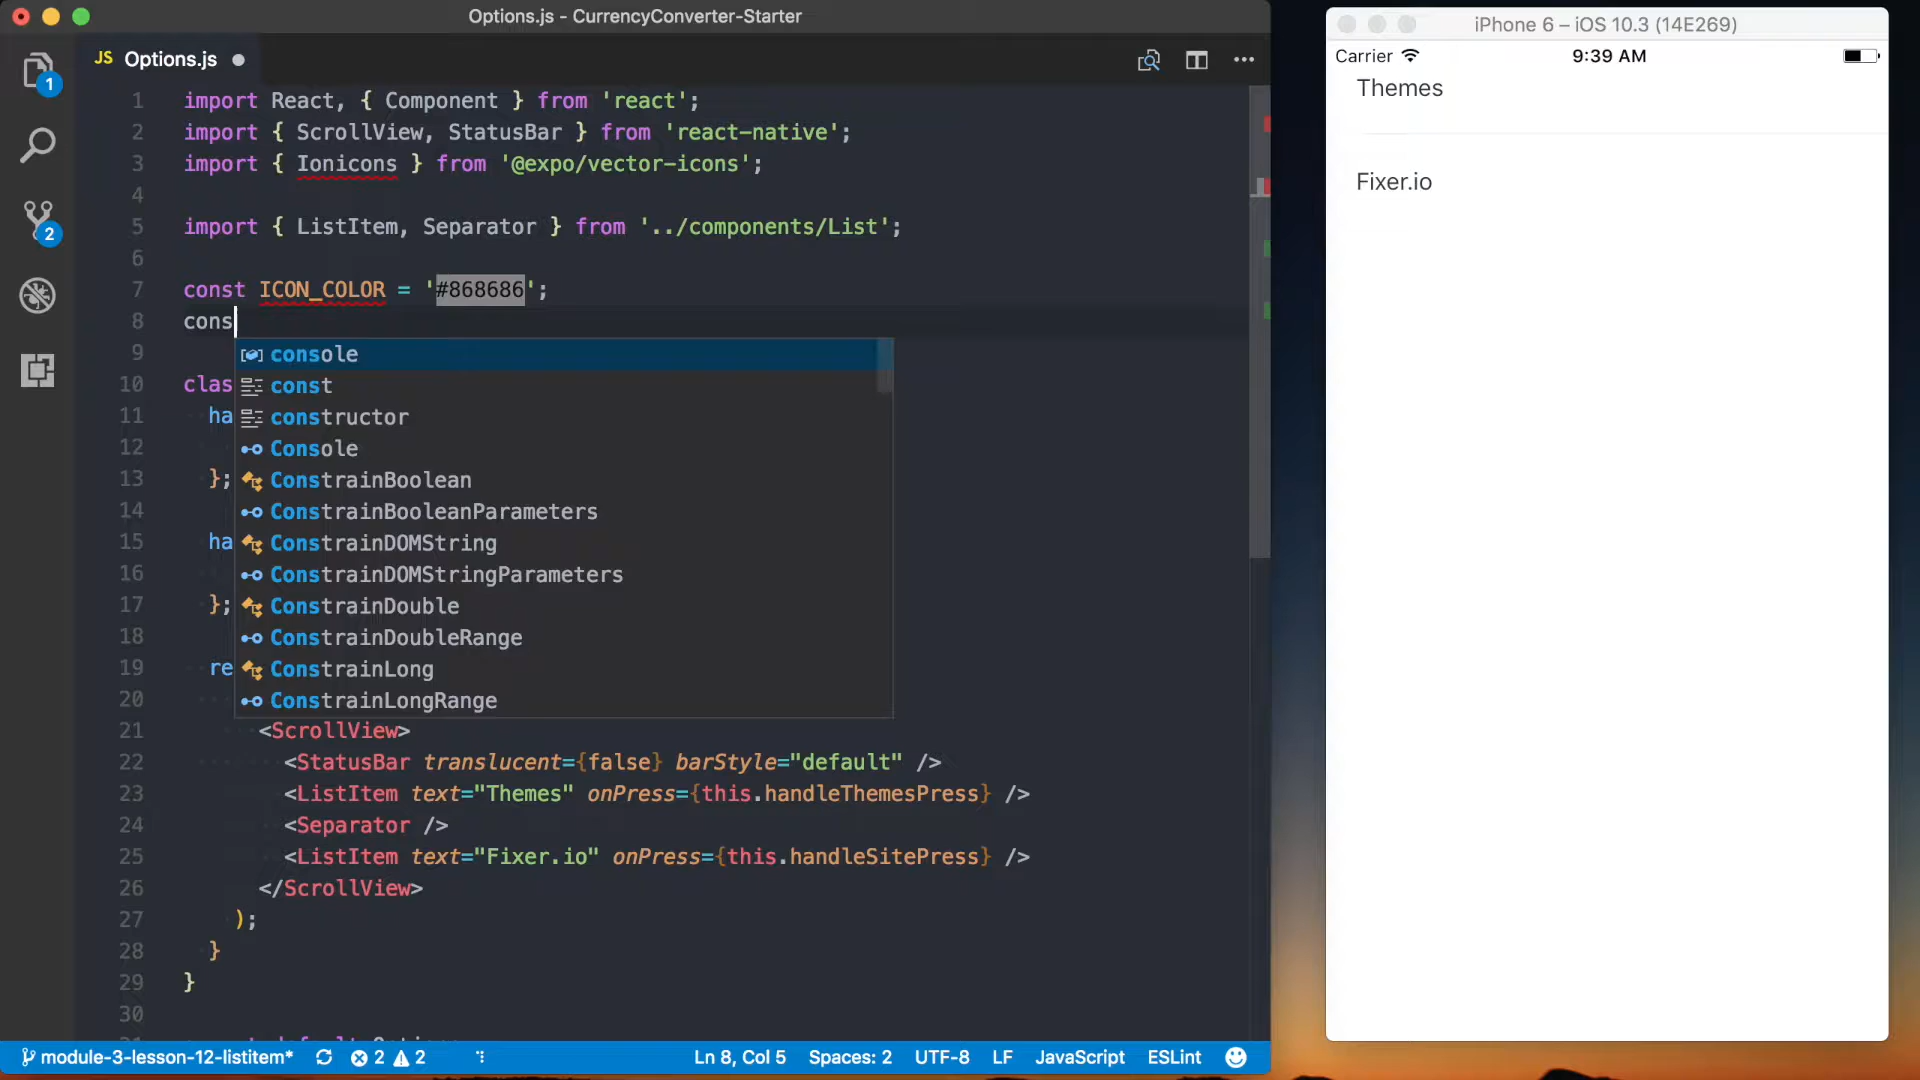 Options.js - CurrencyConverter-Starter
JS Options.js
1
2
1 import React, { Component } from 'react';
2 import { ScrollView, StatusBar } from 'react-native';
3 import { Ionicons } from '@expo/vector-icons';
4
5 import { ListItem, Separator } from '../components/List';
6
7 const ICON_COLOR = '#868686';
8 cons
9
console
const
constructor
Console
ConstrainBoolean
ConstrainBooleanParameters
ConstrainDOMString
ConstrainDOMStringParameters
ConstrainDouble
ConstrainDoubleRange
ConstrainLong
ConstrainLongRange
10 clas
11 ha
12
13 };
14
15 ha
16
17 };
18
19 re
20
21 <ScrollView>
22 <StatusBar translucent={false} barStyle="default" />
23 <ListItem text="Themes" onPress={this.handleThemesPress} />
24 <Separator />
25 <ListItem text="Fixer.io" onPress={this.handleSitePress} />
26 </ScrollView>
27 );
28 }
29 }
30
module-3-lesson-12-listitem* 2 2 Ln 8, Col 5 Spaces: 2 UTF-8 LF JavaScript ESLint
iPhone 6 – iOS 10.3 (14E269)
Carrier 9:39 AM
Themes
Fixer.io